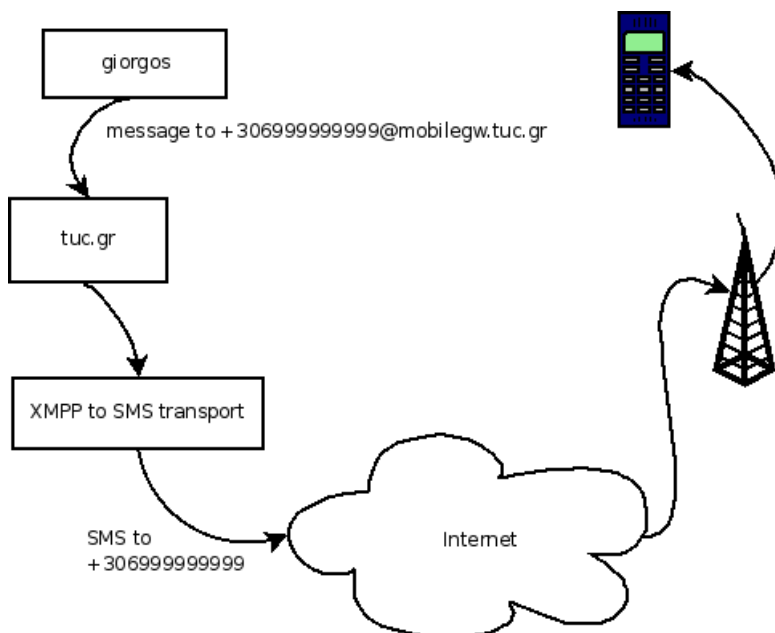 giorgos
message to +306999999999@mobilegw.tuc.gr
tuc.gr
XMPP to SMS transport
SMS to
+306999999999
Internet